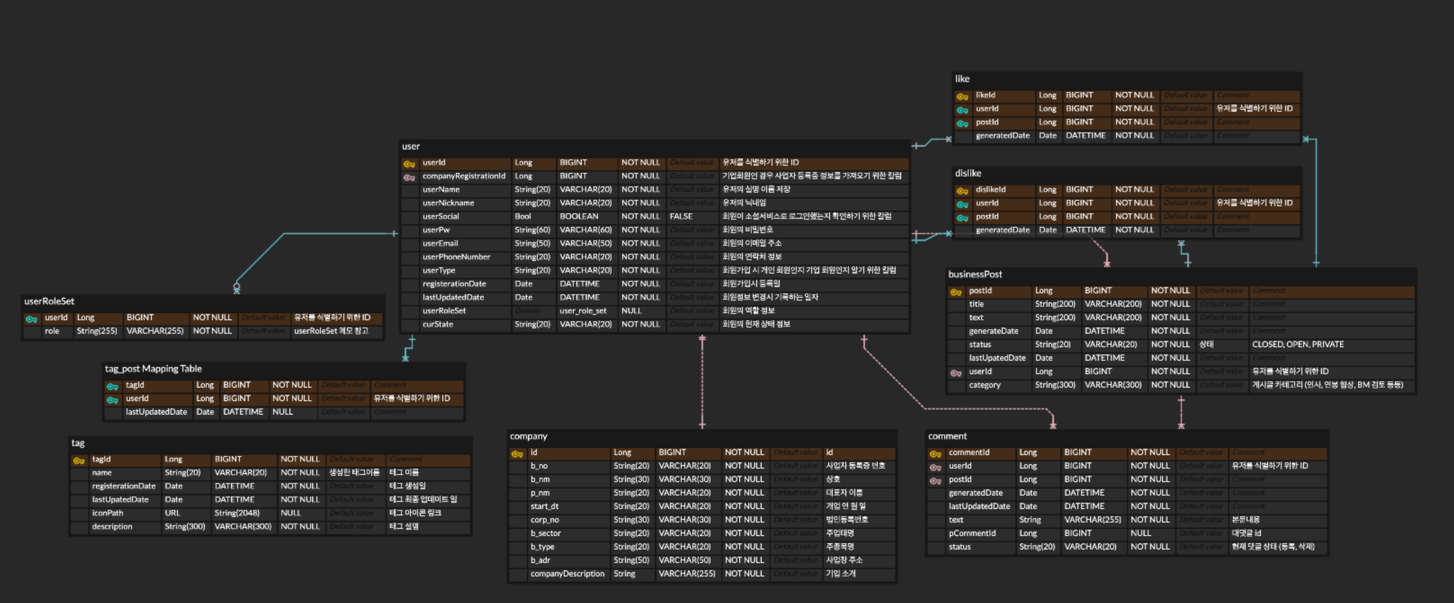 like
likeId Long BIGINT NOT NULL Default value Comment
userId Long BIGINT NOT NULL Default value 유저를 식별하기 위한 ID
postId Long BIGINT NOT NULL Default value Comment
generatedDate Date DATETIME NOT NULL Default value Comment
user
userId Long BIGINT NOT NULL Default value 유저를 식별하기 위한 ID
companyRegistrationId Long BIGINT NOT NULL Default value 기업회원인 경우 사업자 등록증 정보를 가져오기 위한 칼럼
userName String(20) VARCHAR(20) NOT NULL Default value 유저의 실명 이름 저장
userNickname String(20) VARCHAR(20) NOT NULL Default value 유저의 닉네임
userSocial Bool BOOLEAN NOT NULL FALSE 회원이 소셜서비스로 로그인했는지 확인하기 위한 칼럼
userPw String(60) VARCHAR(60) NOT NULL Default value 회원의 비밀번호
userEmail String(50) VARCHAR(50) NOT NULL Default value 회원의 이메일 주소
userPhoneNumber String(20) VARCHAR(20) NOT NULL Default value 회원의 연락처 정보
userType String(20) VARCHAR(20) NOT NULL Default value 회원가입 시 개인 회원인지 기업 회원인지 알기 위한 칼럼
registerationDate Date DATETIME NOT NULL Default value 회원가입시 등록일
lastUpdatedDate Date DATETIME NOT NULL Default value 회원정보 변경시 기록하는 일자
userRoleSet Domain user_role_set NULL Default value 회원의 역할 정보
curState String(20) VARCHAR(20) NOT NULL Default value 회원의 현재 상태 정보
dislike
dislikeId Long BIGINT NOT NULL Default value Comment
userId Long BIGINT NOT NULL Default value 유저를 식별하기 위한 ID
postId Long BIGINT NOT NULL Default value Comment
generatedDate Date DATETIME NOT NULL Default value Comment
businessPost
postId Long BIGINT NOT NULL Default value Comment
title String(200) VARCHAR(200) NOT NULL Default value Comment
text String(200) VARCHAR(200) NOT NULL Default value Comment
generateDate Date DATETIME NOT NULL Default value Comment
status String(20) VARCHAR(20) NOT NULL 상태 CLOSED, OPEN, PRIVATE
lastUpdatedDate Date DATETIME NOT NULL Default value Comment
userId Long BIGINT NOT NULL Default value 유저를 식별하기 위한 ID
category String(300) VARCHAR(300) NOT NULL Default value 게시글 카테고리 (인사, 연봉 협상, BM 검토 등등)
userRoleSet
userId Long BIGINT NOT NULL Default value 유저를 식별하기 위한 ID
role String(255) VARCHAR(255) NOT NULL Default value userRoleSet 메모 참고
tag_post Mapping Table
tagId Long BIGINT NOT NULL Default value Comment
userId Long BIGINT NOT NULL Default value 유저를 식별하기 위한 ID
lastUpdatedDate Date DATETIME NULL Default value Comment
tag
tagId Long BIGINT NOT NULL Default value Comment
name String(20) VARCHAR(20) NOT NULL 생성한 태그이름 태그 이름
registerationDate Date DATETIME NOT NULL Default value 태그 생성일
lastUpatedDate Date DATETIME NOT NULL Default value 태그 최종 업데이트 일
iconPath URL String(2048) NULL Default value 태그 아이콘 링크
description String(300) VARCHAR(300) NOT NULL Default value 태그 설명
company
id Long BIGINT NOT NULL Default value id
b_no String(20) VARCHAR(20) NOT NULL Default value 사업자 등록증 번호
b_nm String(30) VARCHAR(30) NOT NULL Default value 상호
p_nm String(20) VARCHAR(20) NOT NULL Default value 대표자 이름
start_dt String(20) VARCHAR(20) NOT NULL Default value 개업 연 월 일
corp_no String(30) VARCHAR(30) NOT NULL Default value 법인등록번호
b_sector String(20) VARCHAR(20) NOT NULL Default value 주업태명
b_type String(20) VARCHAR(20) NOT NULL Default value 주종목명
b_adr String(50) VARCHAR(50) NOT NULL Default value 사업장 주소
companyDescription String VARCHAR(255) NOT NULL Default value 기업 소개
comment
commentId Long BIGINT NOT NULL Default value Comment
userId Long BIGINT NOT NULL Default value 유저를 식별하기 위한 ID
postId Long BIGINT NOT NULL Default value Comment
generatedDate Date DATETIME NOT NULL Default value Comment
lastUpdatedDate Date DATETIME NOT NULL Default value Comment
text String VARCHAR(255) NOT NULL Default value 본문내용
pCommentId Long BIGINT NULL Default value 대댓글 id
status String(20) VARCHAR(20) NOT NULL Default value 현재 댓글 상태 (등록, 삭제)